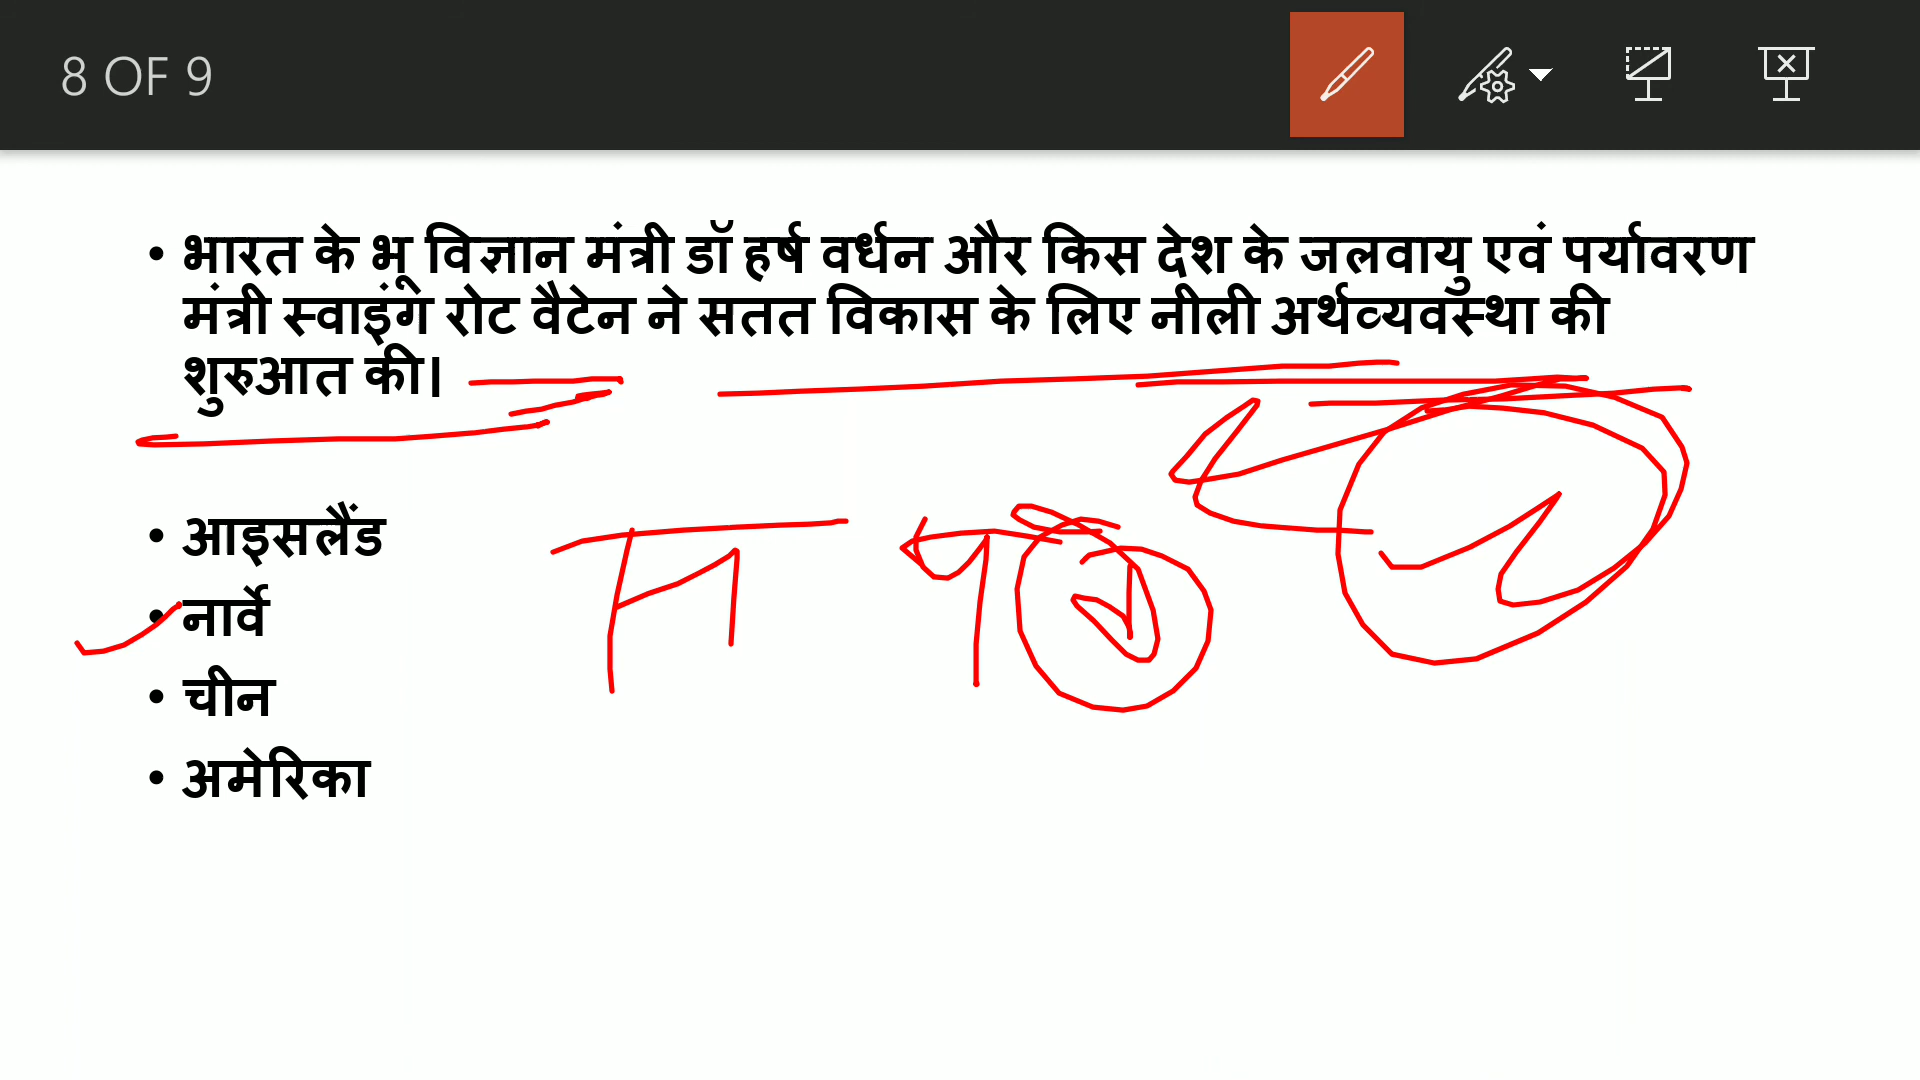 8 OF 9
• भारत के भू विज्ञान मंत्री डॉ हर्ष वर्धन और किस देश के जलवायु एवं पर्यावरण
मंत्री स्वाइंग रोट वैटेन ने सतत विकास के लिए नीली अर्थव्यवस्था की
शुरुआत की।
• आइसलैंड
• नार्वे
• चीन
• अमेरिका